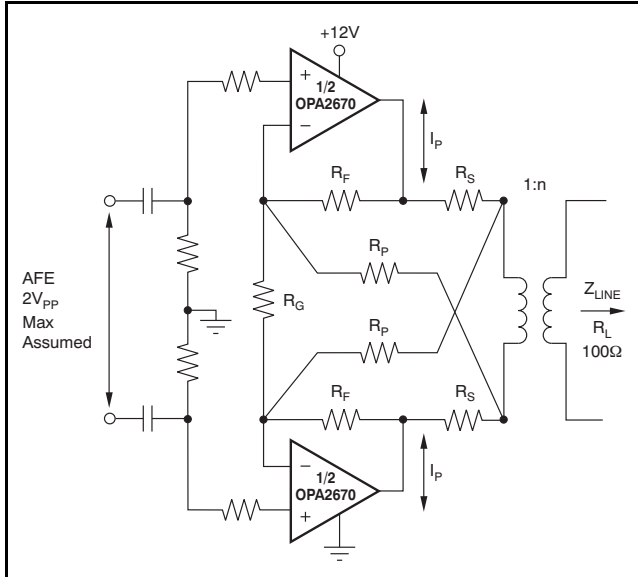 +12V
+
1/2
OPA2670
−
I_P
R_F
R_S
1:n
R_P
AFE
2V_PP
Max
Assumed
R_G
R_P
Z_LINE
R_L
100Ω
R_F
R_S
−
1/2
OPA2670
+
I_P